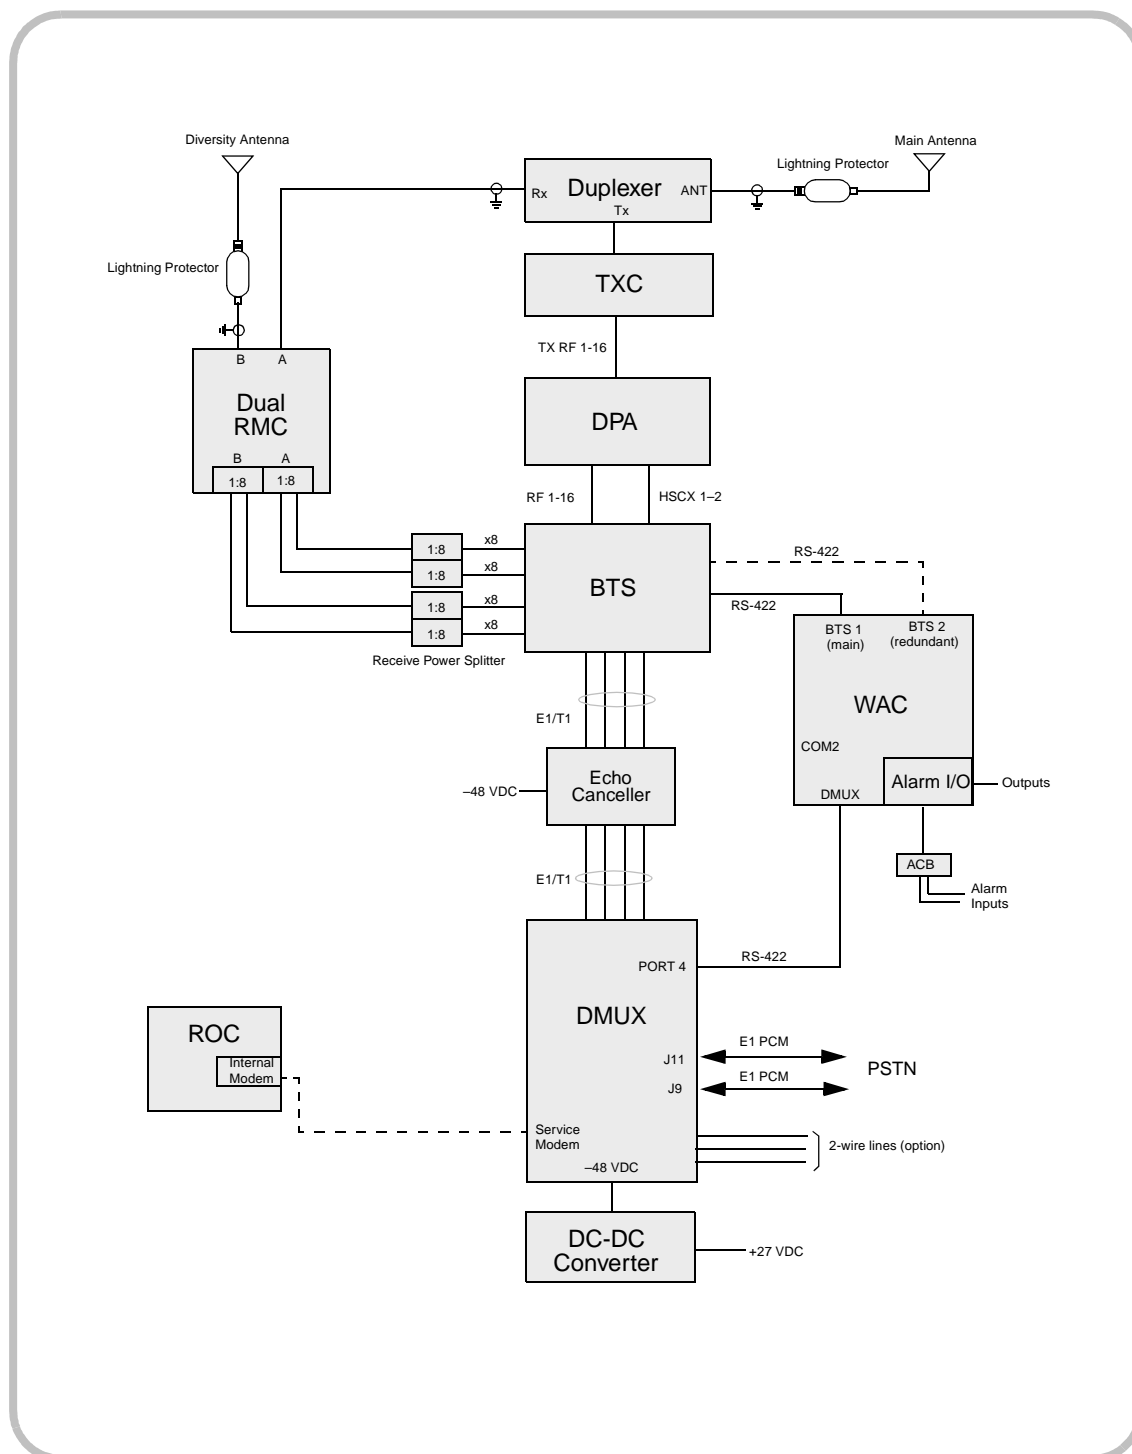 Diversity Antenna
Main Antenna
Lightning Protector
Duplexer
Rx
ANT
Tx
Lightning Protector
TXC
TX RF 1-16
B
A
Dual
RMC
B
A
1:8
1:8
DPA
RF 1-16
HSCX 1–2
1:8
x8
1:8
x8
1:8
x8
1:8
x8
Receive Power Splitter
BTS
RS-422
RS-422
BTS 1
(main)
BTS 2
(redundant)
WAC
COM2
DMUX
Alarm I/O
Outputs
ACB
Alarm
Inputs
E1/T1
Echo
Canceller
–48 VDC
E1/T1
PORT 4
RS-422
DMUX
J11
E1 PCM
J9
E1 PCM
PSTN
ROC
Internal
Modem
Service
Modem
2-wire lines (option)
–48 VDC
DC-DC
Converter
+27 VDC